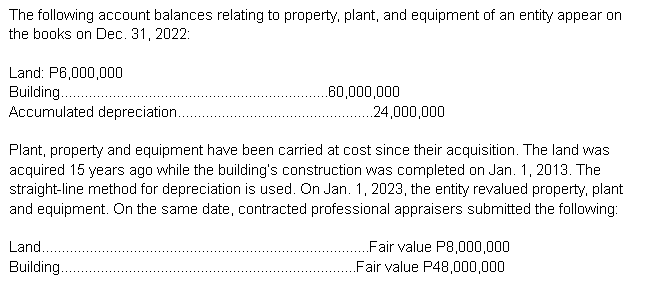 The following account balances relating to property, plant, and equipment of an entity appear on
the books on Dec. 31, 2022:
Land: P6,000,000
Building..................................................................60,000,000
Accumulated depreciation................................................24,000,000
Plant, property and equipment have been carried at cost since their acquisition. The land was
acquired 15 years ago while the building's construction was completed on Jan. 1, 2013. The
straight-line method for depreciation is used. On Jan. 1, 2023, the entity revalued property, plant
and equipment. On the same date, contracted professional appraisers submitted the following:
Land.................................................................................Fair value P8,000,000
Building.........................................................................Fair value P48,000,000